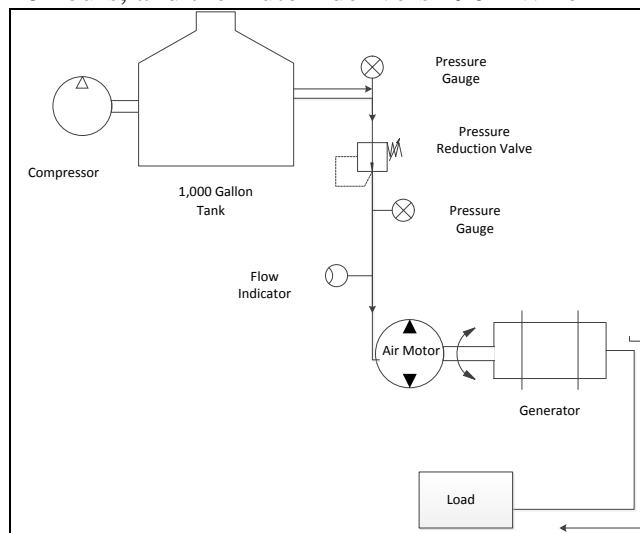 Pressure
Gauge
Pressure
Reduction Valve
Compressor
1,000 Gallon
Tank
Pressure
Gauge
Flow
Indicator
Air Motor
Generator
Load